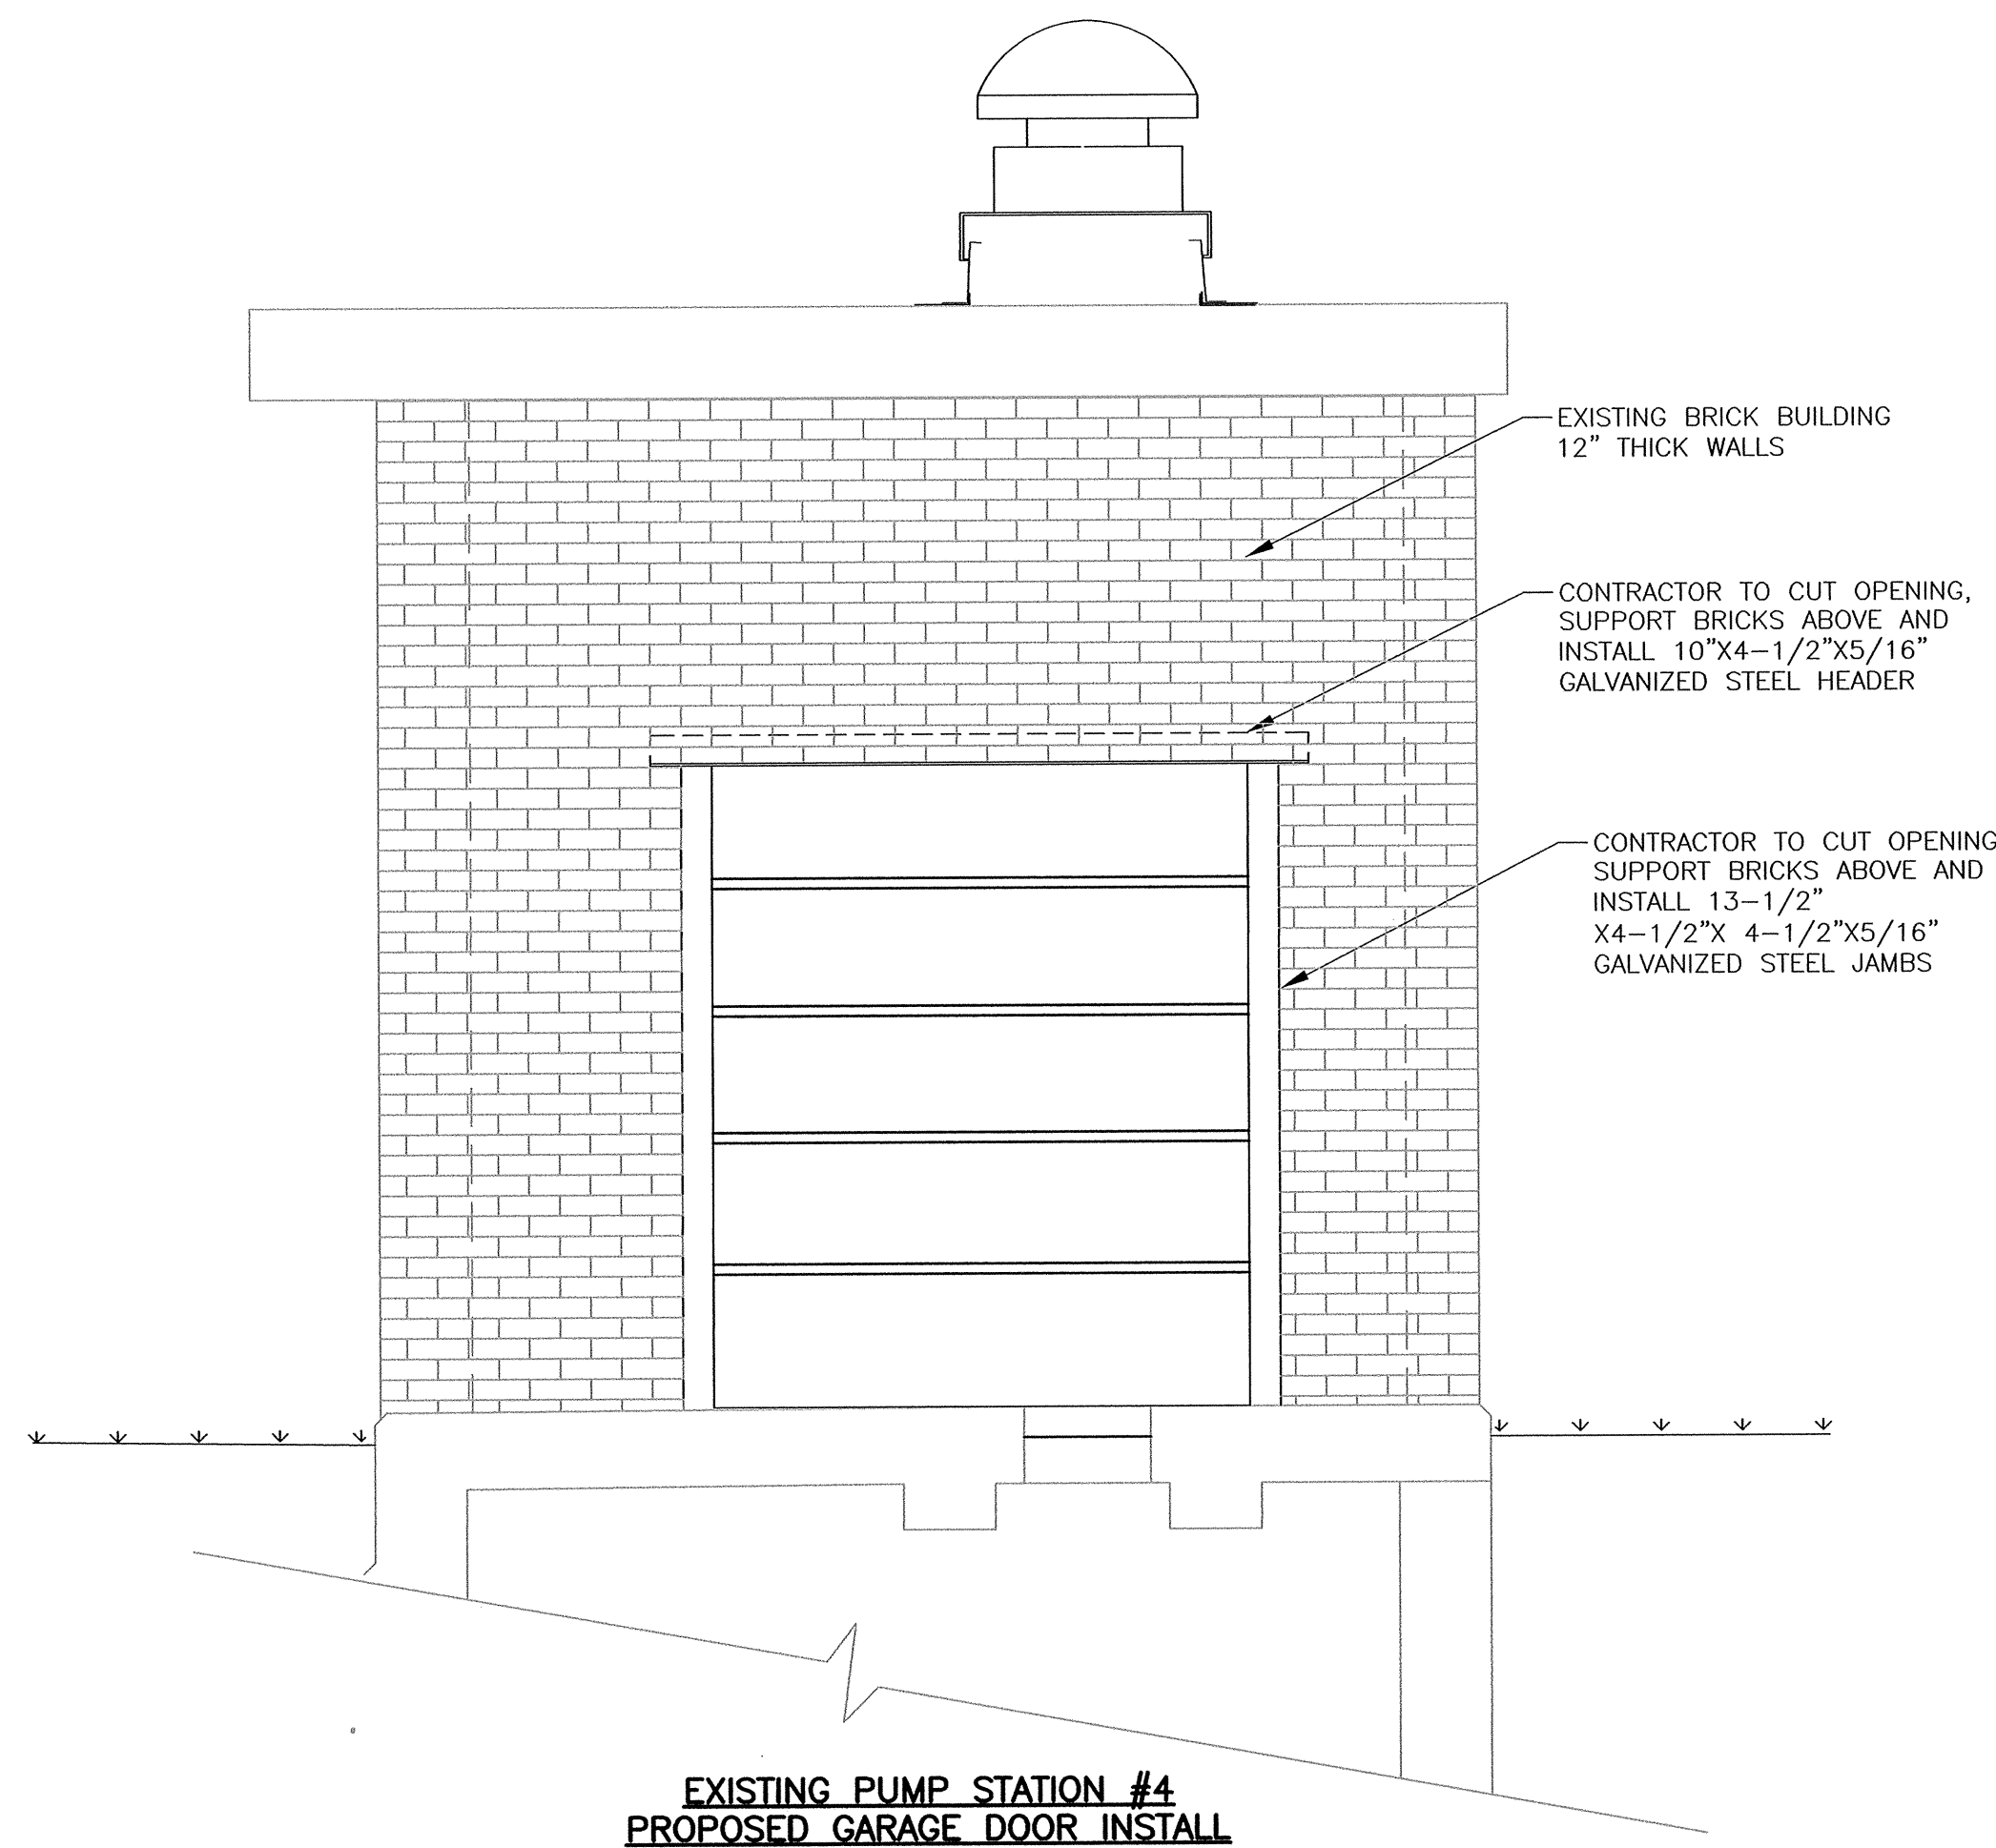 EXISTING BRICK BUILDING
12" THICK WALLS
CONTRACTOR TO CUT OPENING,
SUPPORT BRICKS ABOVE AND
INSTALL 10"X4-1/2"X5/16"
GALVANIZED STEEL HEADER
CONTRACTOR TO CUT OPENING
SUPPORT BRICKS ABOVE AND
INSTALL 13-1/2"
X4-1/2"X 4-1/2"X5/16"
GALVANIZED STEEL JAMBS
EXISTING PUMP STATION #4
PROPOSED GARAGE DOOR INSTALL